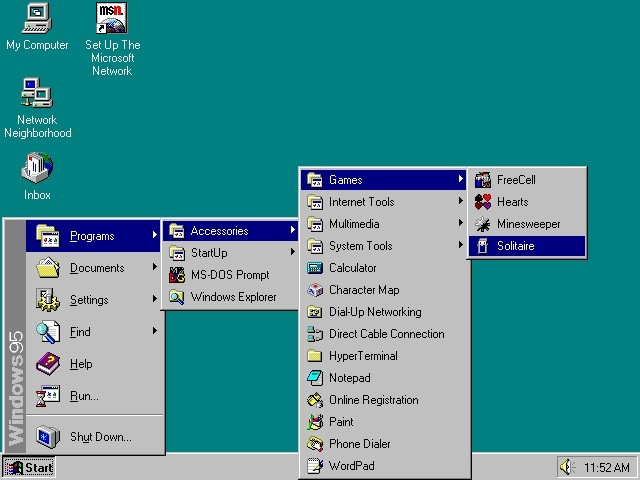 My Computer
msn.
Set Up The
Microsoft
Network
Network
Neighborhood
Inbox
Windows95
Programs
Documents
Settings
Find
Help
Run...
Shut Down...
Accessories
StartUp
MS-DOS Prompt
Windows Explorer
Games
Internet Tools
Multimedia
System Tools
Calculator
Character Map
Dial-Up Networking
Direct Cable Connection
HyperTerminal
Notepad
Online Registration
Paint
Phone Dialer
WordPad
FreeCell
Hearts
Minesweeper
Solitaire
Start
11:52 AM